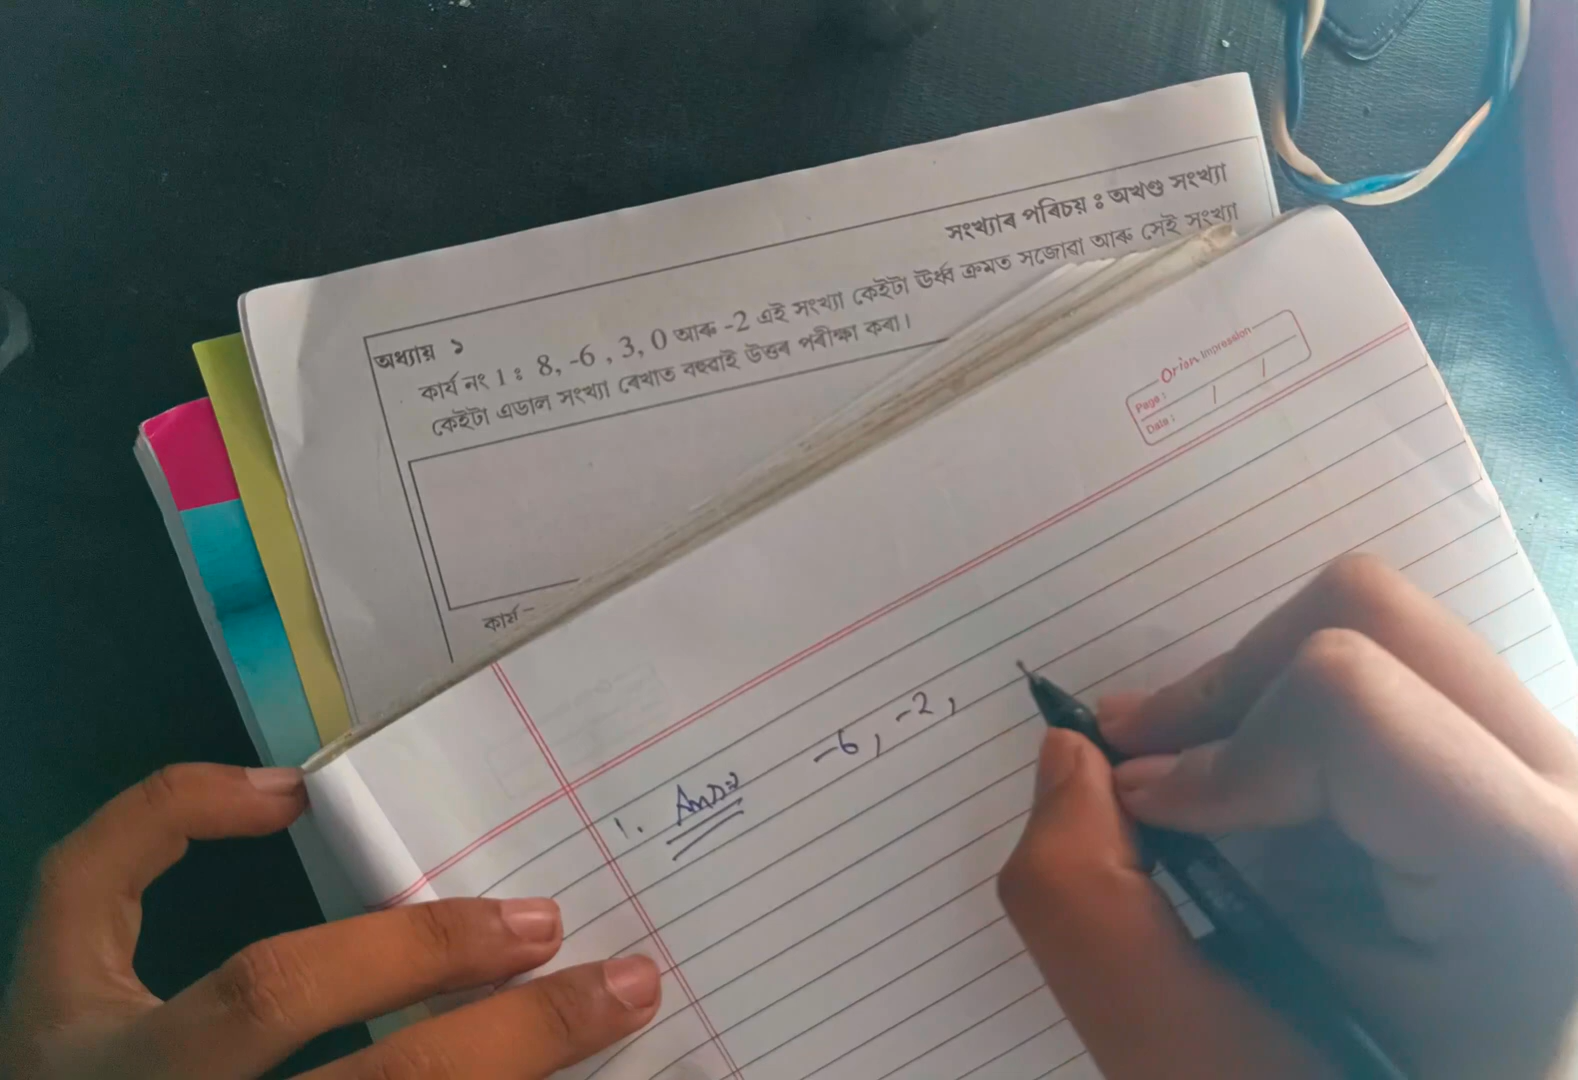 সংখ্যাৰ পৰিচয় ঃ অখণ্ড সংখ্যা
অধ্যায় ১
কাৰ্য নং 1 ঃ 8, -6 , 3, 0 আৰু -2 এই সংখ্যা কেইটা ঊৰ্ধ্ব ক্ৰমত সজোৱা আৰু সেই সংখ্যা
কেইটা এডাল সংখ্যা ৰেখাত বহুৱাই উত্তৰ পৰীক্ষা কৰা।
কাৰ্য
Orion Impression
Page :
Date : / /
1. Ans:⇒ -6, -2,